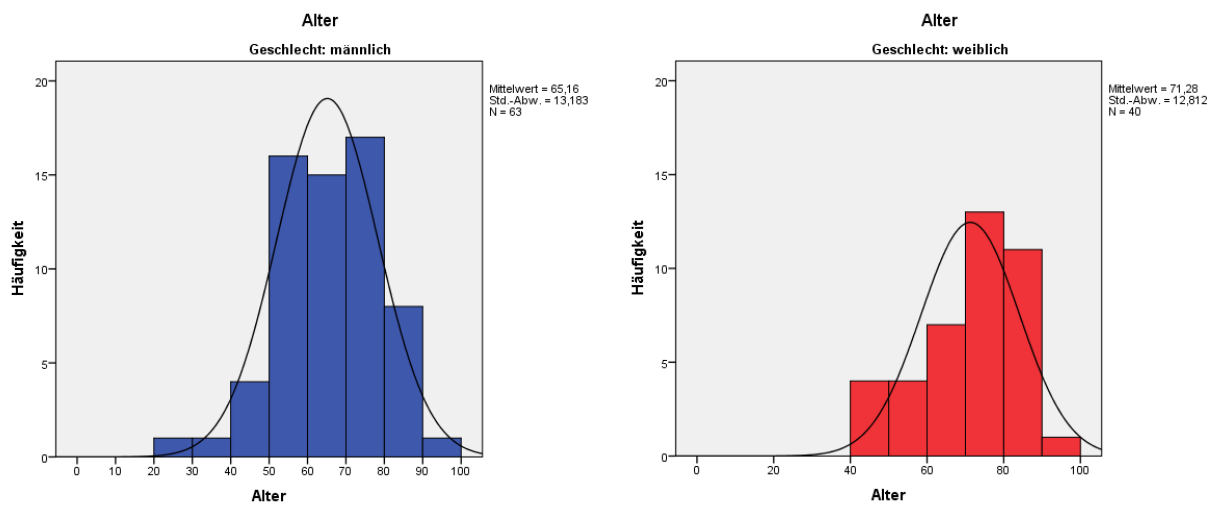 Alter
Geschlecht: männlich
20
15
10
5
0
Häufigkeit
0 10 20 30 40 50 60 70 80 90 100
Alter
Mittelwert = 65,16
Std.-Abw. = 13,183
N = 63
Alter
Geschlecht: weiblich
20
15
10
5
0
Häufigkeit
0 20 40 60 80 100
Alter
Mittelwert = 71,28
Std.-Abw. = 12,812
N = 40